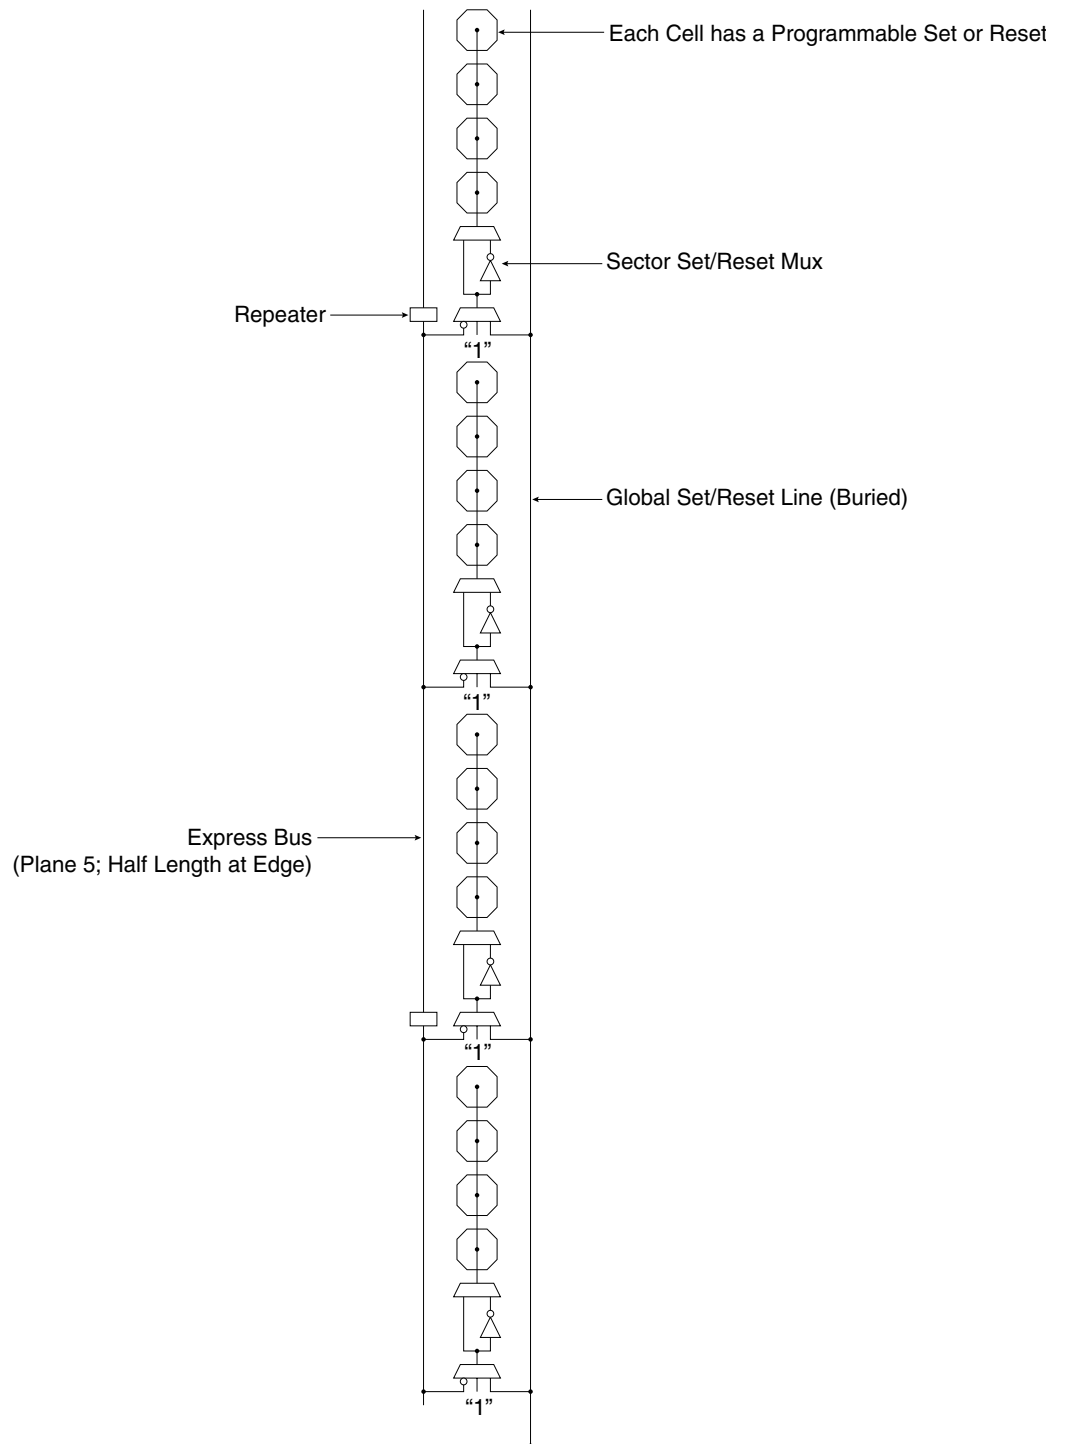 Each Cell has a Programmable Set or Reset
Sector Set/Reset Mux
Repeater
“1”
Global Set/Reset Line (Buried)
“1”
Express Bus
(Plane 5; Half Length at Edge)
“1”
“1”